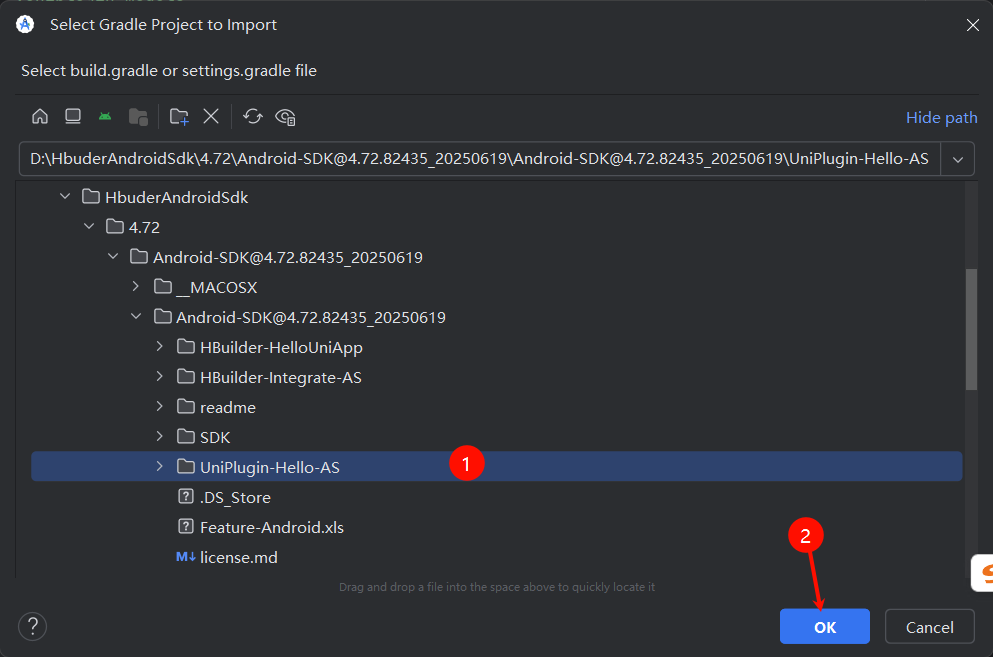 Select Gradle Project to Import
Select build.gradle or settings.gradle file
Hide path
D:\HbuderAndroidSdk\4.72\Android-SDK@4.72.82435_20250619\Android-SDK@4.72.82435_20250619\UniPlugin-Hello-AS
HbuderAndroidSdk
4.72
Android-SDK@4.72.82435_20250619
__MACOSX
Android-SDK@4.72.82435_20250619
HBuilder-HelloUniApp
HBuilder-Integrate-AS
readme
SDK
UniPlugin-Hello-AS 1
.DS_Store
Feature-Android.xls
2
M↓ license.md
Drag and drop a file into the space above to quickly locate it
? OK Cancel